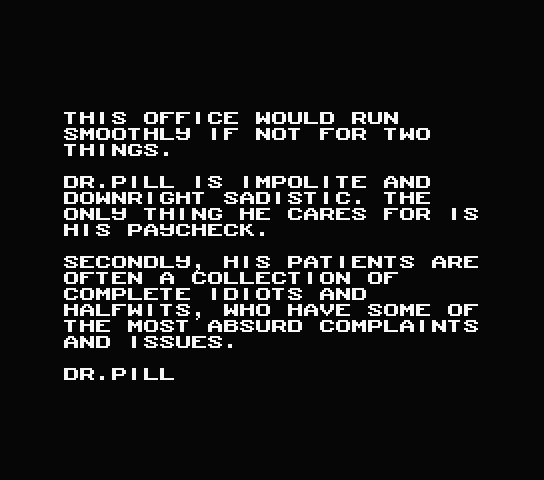 THIS OFFICE WOULD RUN
SMOOTHLY IF NOT FOR TWO
THINGS.
DR.PILL IS IMPOLITE AND
DOWNRIGHT SADISTIC. THE
ONLY THING HE CARES FOR IS
HIS PAYCHECK.
SECONDLY, HIS PATIENTS ARE
OFTEN A COLLECTION OF
COMPLETE IDIOTS AND
HALFWITS, WHO HAVE SOME OF
THE MOST ABSURD COMPLAINTS
AND ISSUES.
DR.PILL